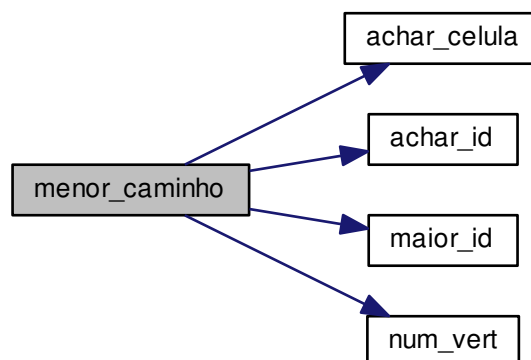 achar_celula
achar_id
menor_caminho
maior_id
num_vert